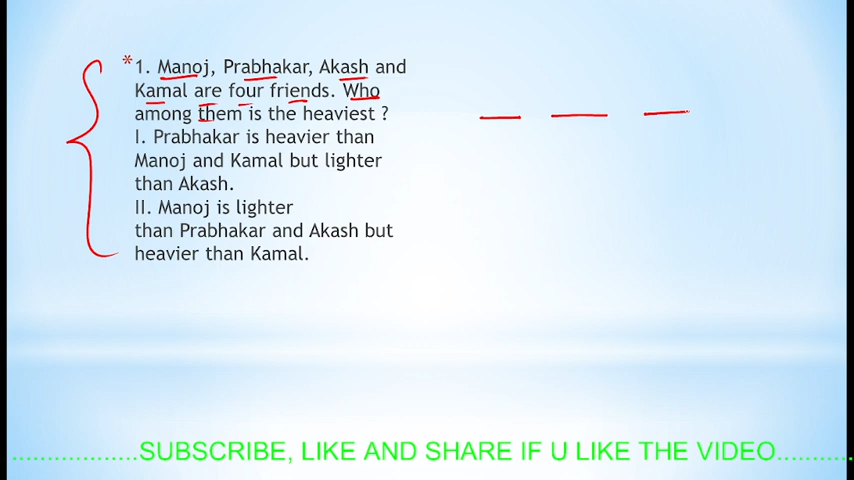 *1. Manoj, Prabhakar, Akash and
Kamal are four friends. Who
among them is the heaviest ?
I. Prabhakar is heavier than
Manoj and Kamal but lighter
than Akash.
II. Manoj is lighter
than Prabhakar and Akash but
heavier than Kamal.
..................SUBSCRIBE, LIKE AND SHARE IF U LIKE THE VIDEO...........